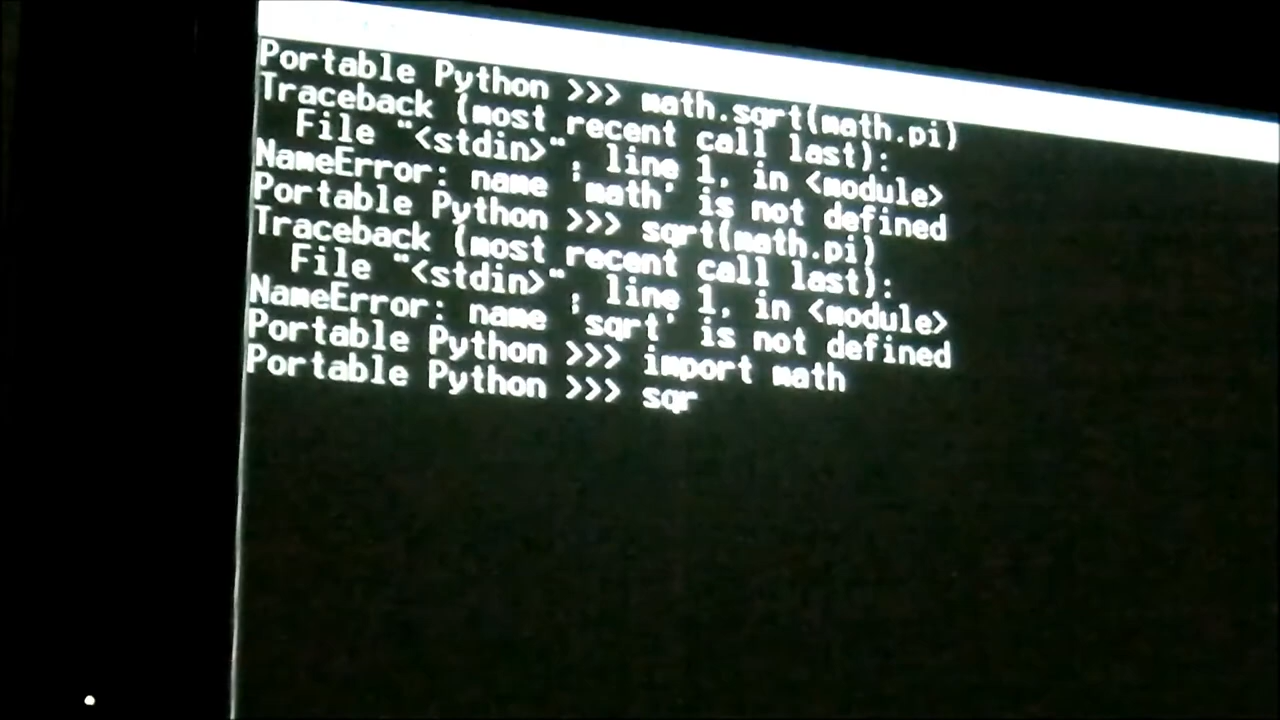 Portable Python >>> math.sqrt(math.pi)
Traceback (most recent call last):
  File "<stdin>", line 1, in <module>
NameError: name 'math' is not defined
Portable Python >>> sqrt(math.pi)
Traceback (most recent call last):
  File "<stdin>", line 1, in <module>
NameError: name 'sqrt' is not defined
Portable Python >>> import math
Portable Python >>> sqr